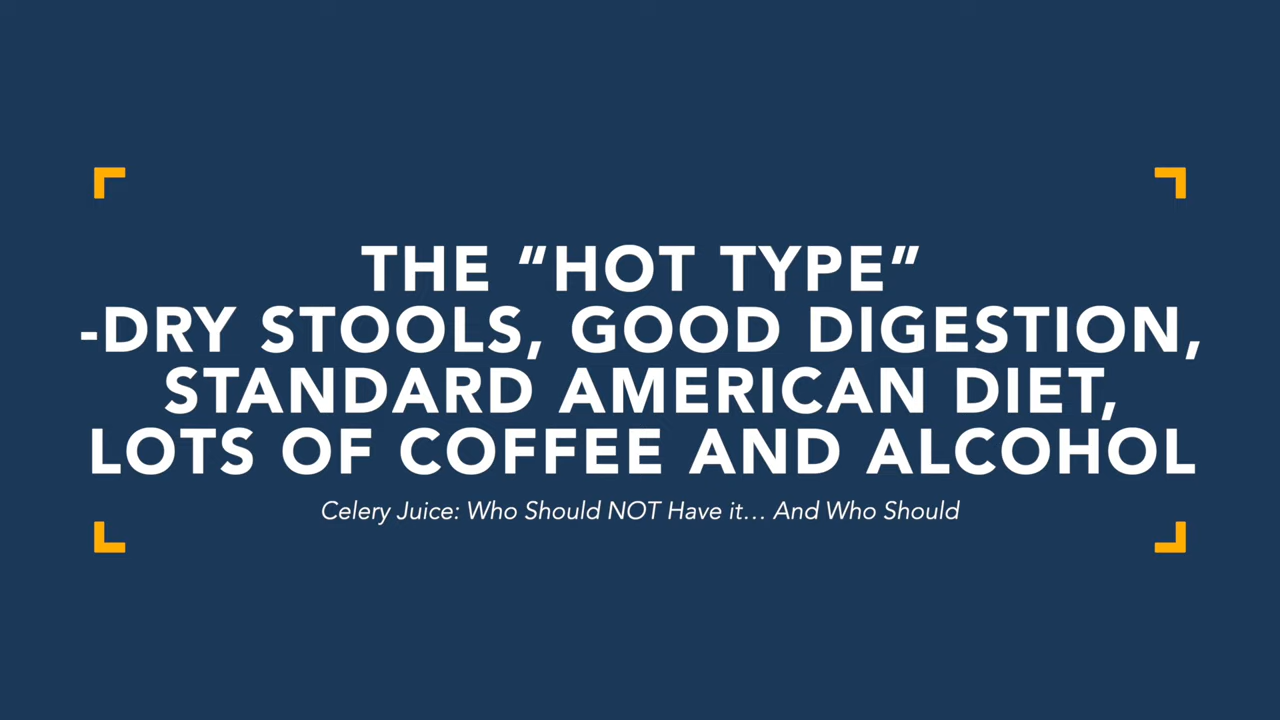 THE “HOT TYPE”
-DRY STOOLS, GOOD DIGESTION,
STANDARD AMERICAN DIET,
LOTS OF COFFEE AND ALCOHOL
Celery Juice: Who Should NOT Have it... And Who Should